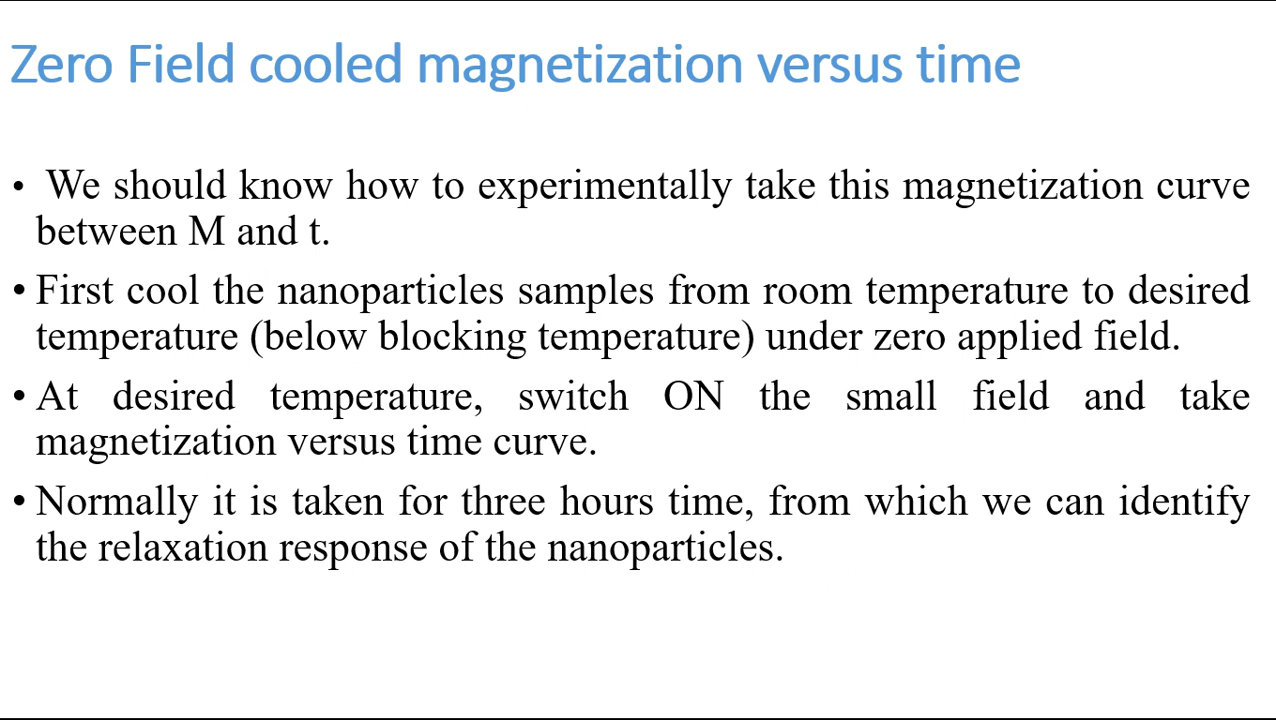 Zero Field cooled magnetization versus time
• We should know how to experimentally take this magnetization curve
between M and t.
• First cool the nanoparticles samples from room temperature to desired
temperature (below blocking temperature) under zero applied field.
• At desired temperature, switch ON the small field and take
magnetization versus time curve.
• Normally it is taken for three hours time, from which we can identify
the relaxation response of the nanoparticles.